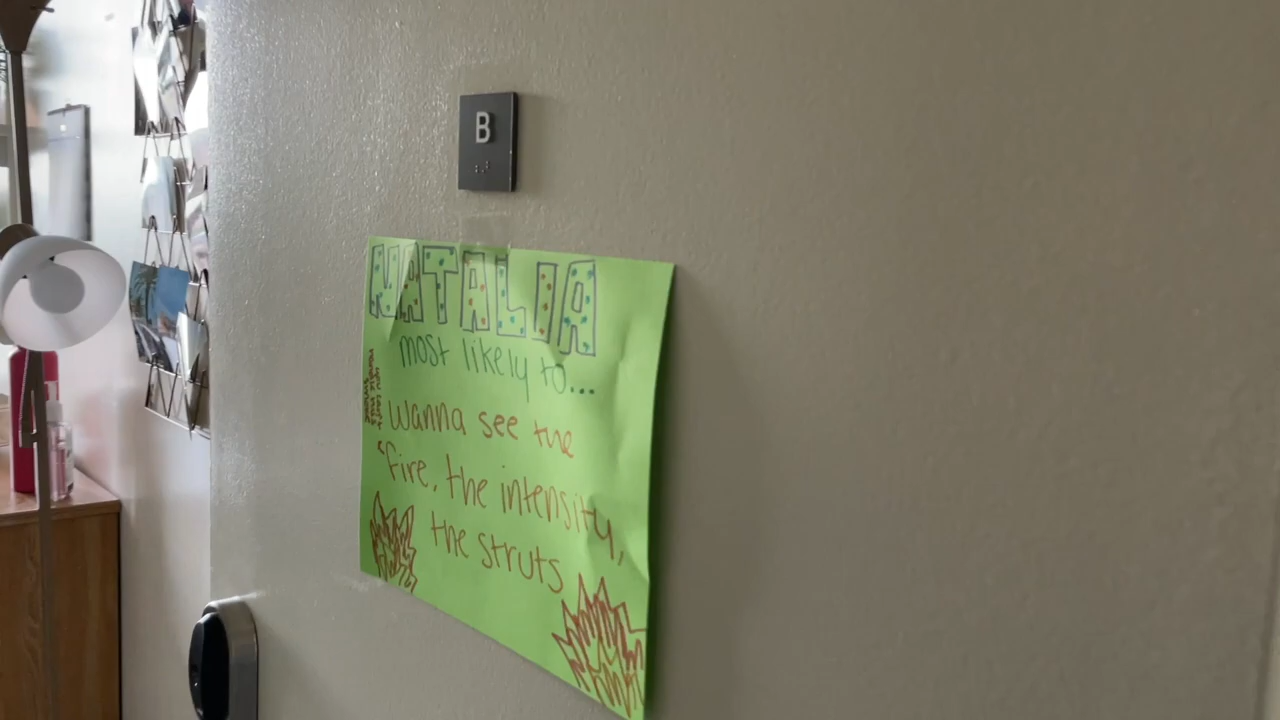 B
NATALIA
most likely to...
Wanna see the
"fire, the intensity,
the struts